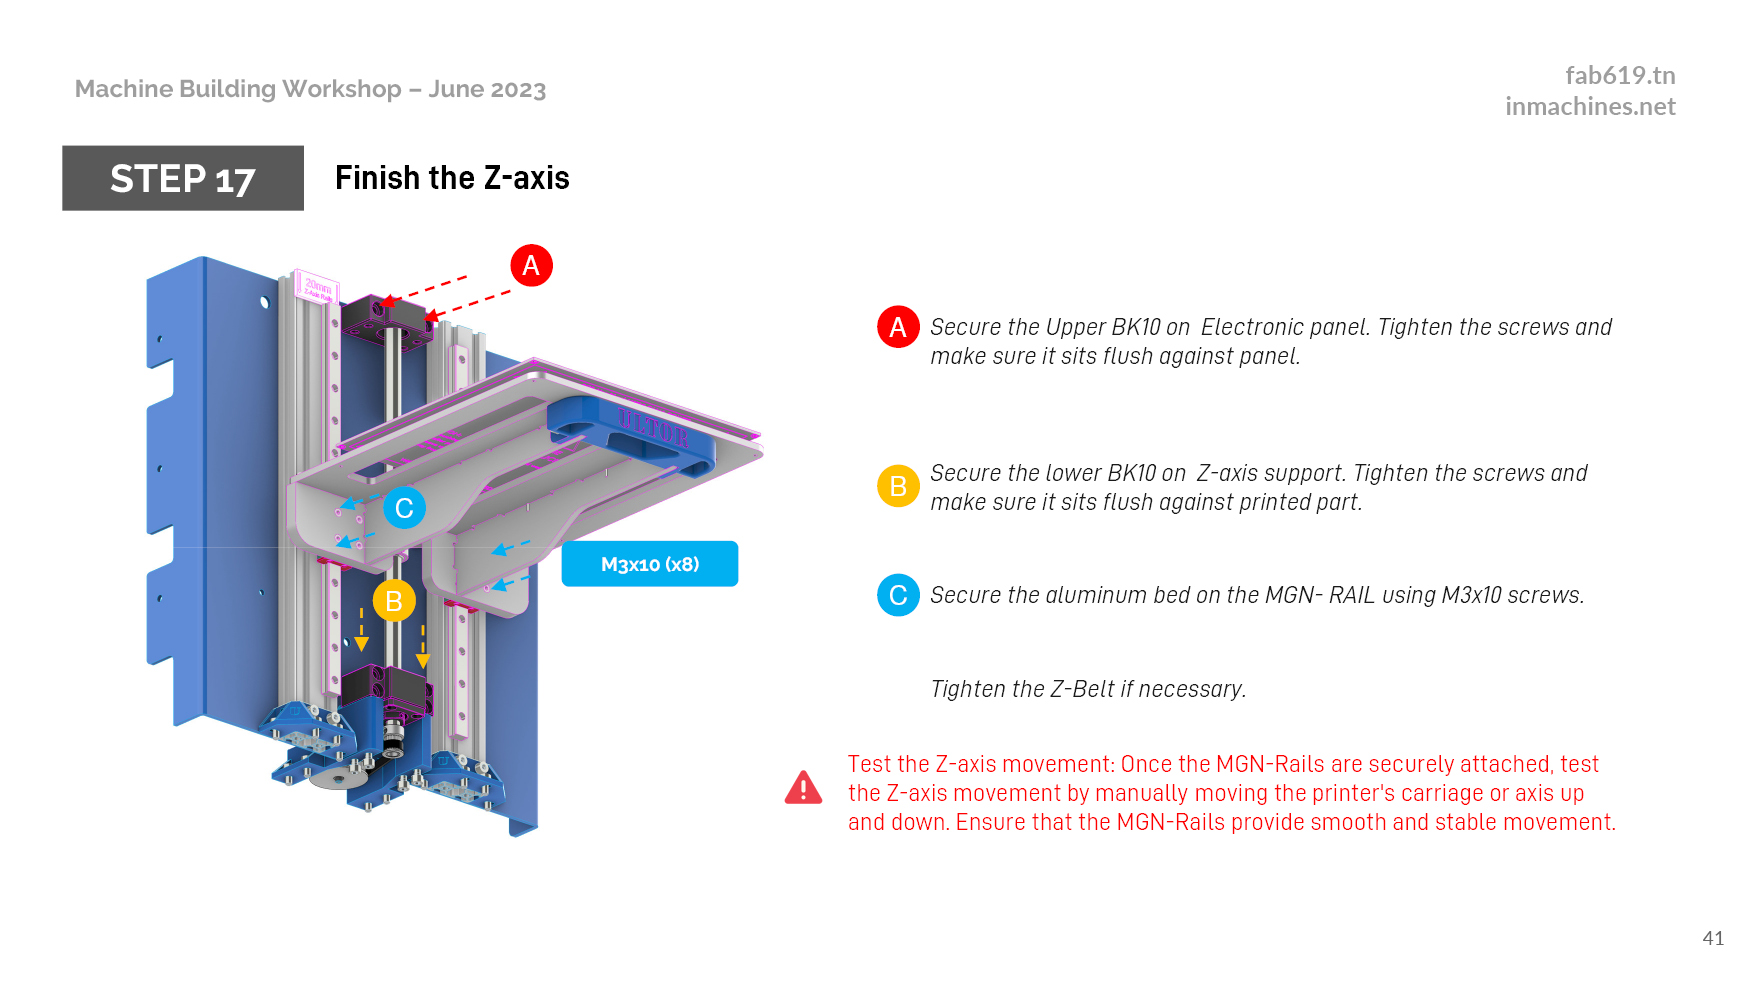 Machine Building Workshop – June 2023
fab619.tn
inmachines.net
STEP 17
Finish the Z-axis
A
20mm
Z-Axis Rails
ULTOR
C
M3x10 (x8)
B
A
Secure the Upper BK10 on  Electronic panel. Tighten the screws and
make sure it sits flush against panel.
B
Secure the lower BK10 on  Z-axis support. Tighten the screws and
make sure it sits flush against printed part.
C
Secure the aluminum bed on the MGN- RAIL using M3x10 screws.
Tighten the Z-Belt if necessary.
Test the Z-axis movement: Once the MGN-Rails are securely attached, test
the Z-axis movement by manually moving the printer's carriage or axis up
and down. Ensure that the MGN-Rails provide smooth and stable movement.
41